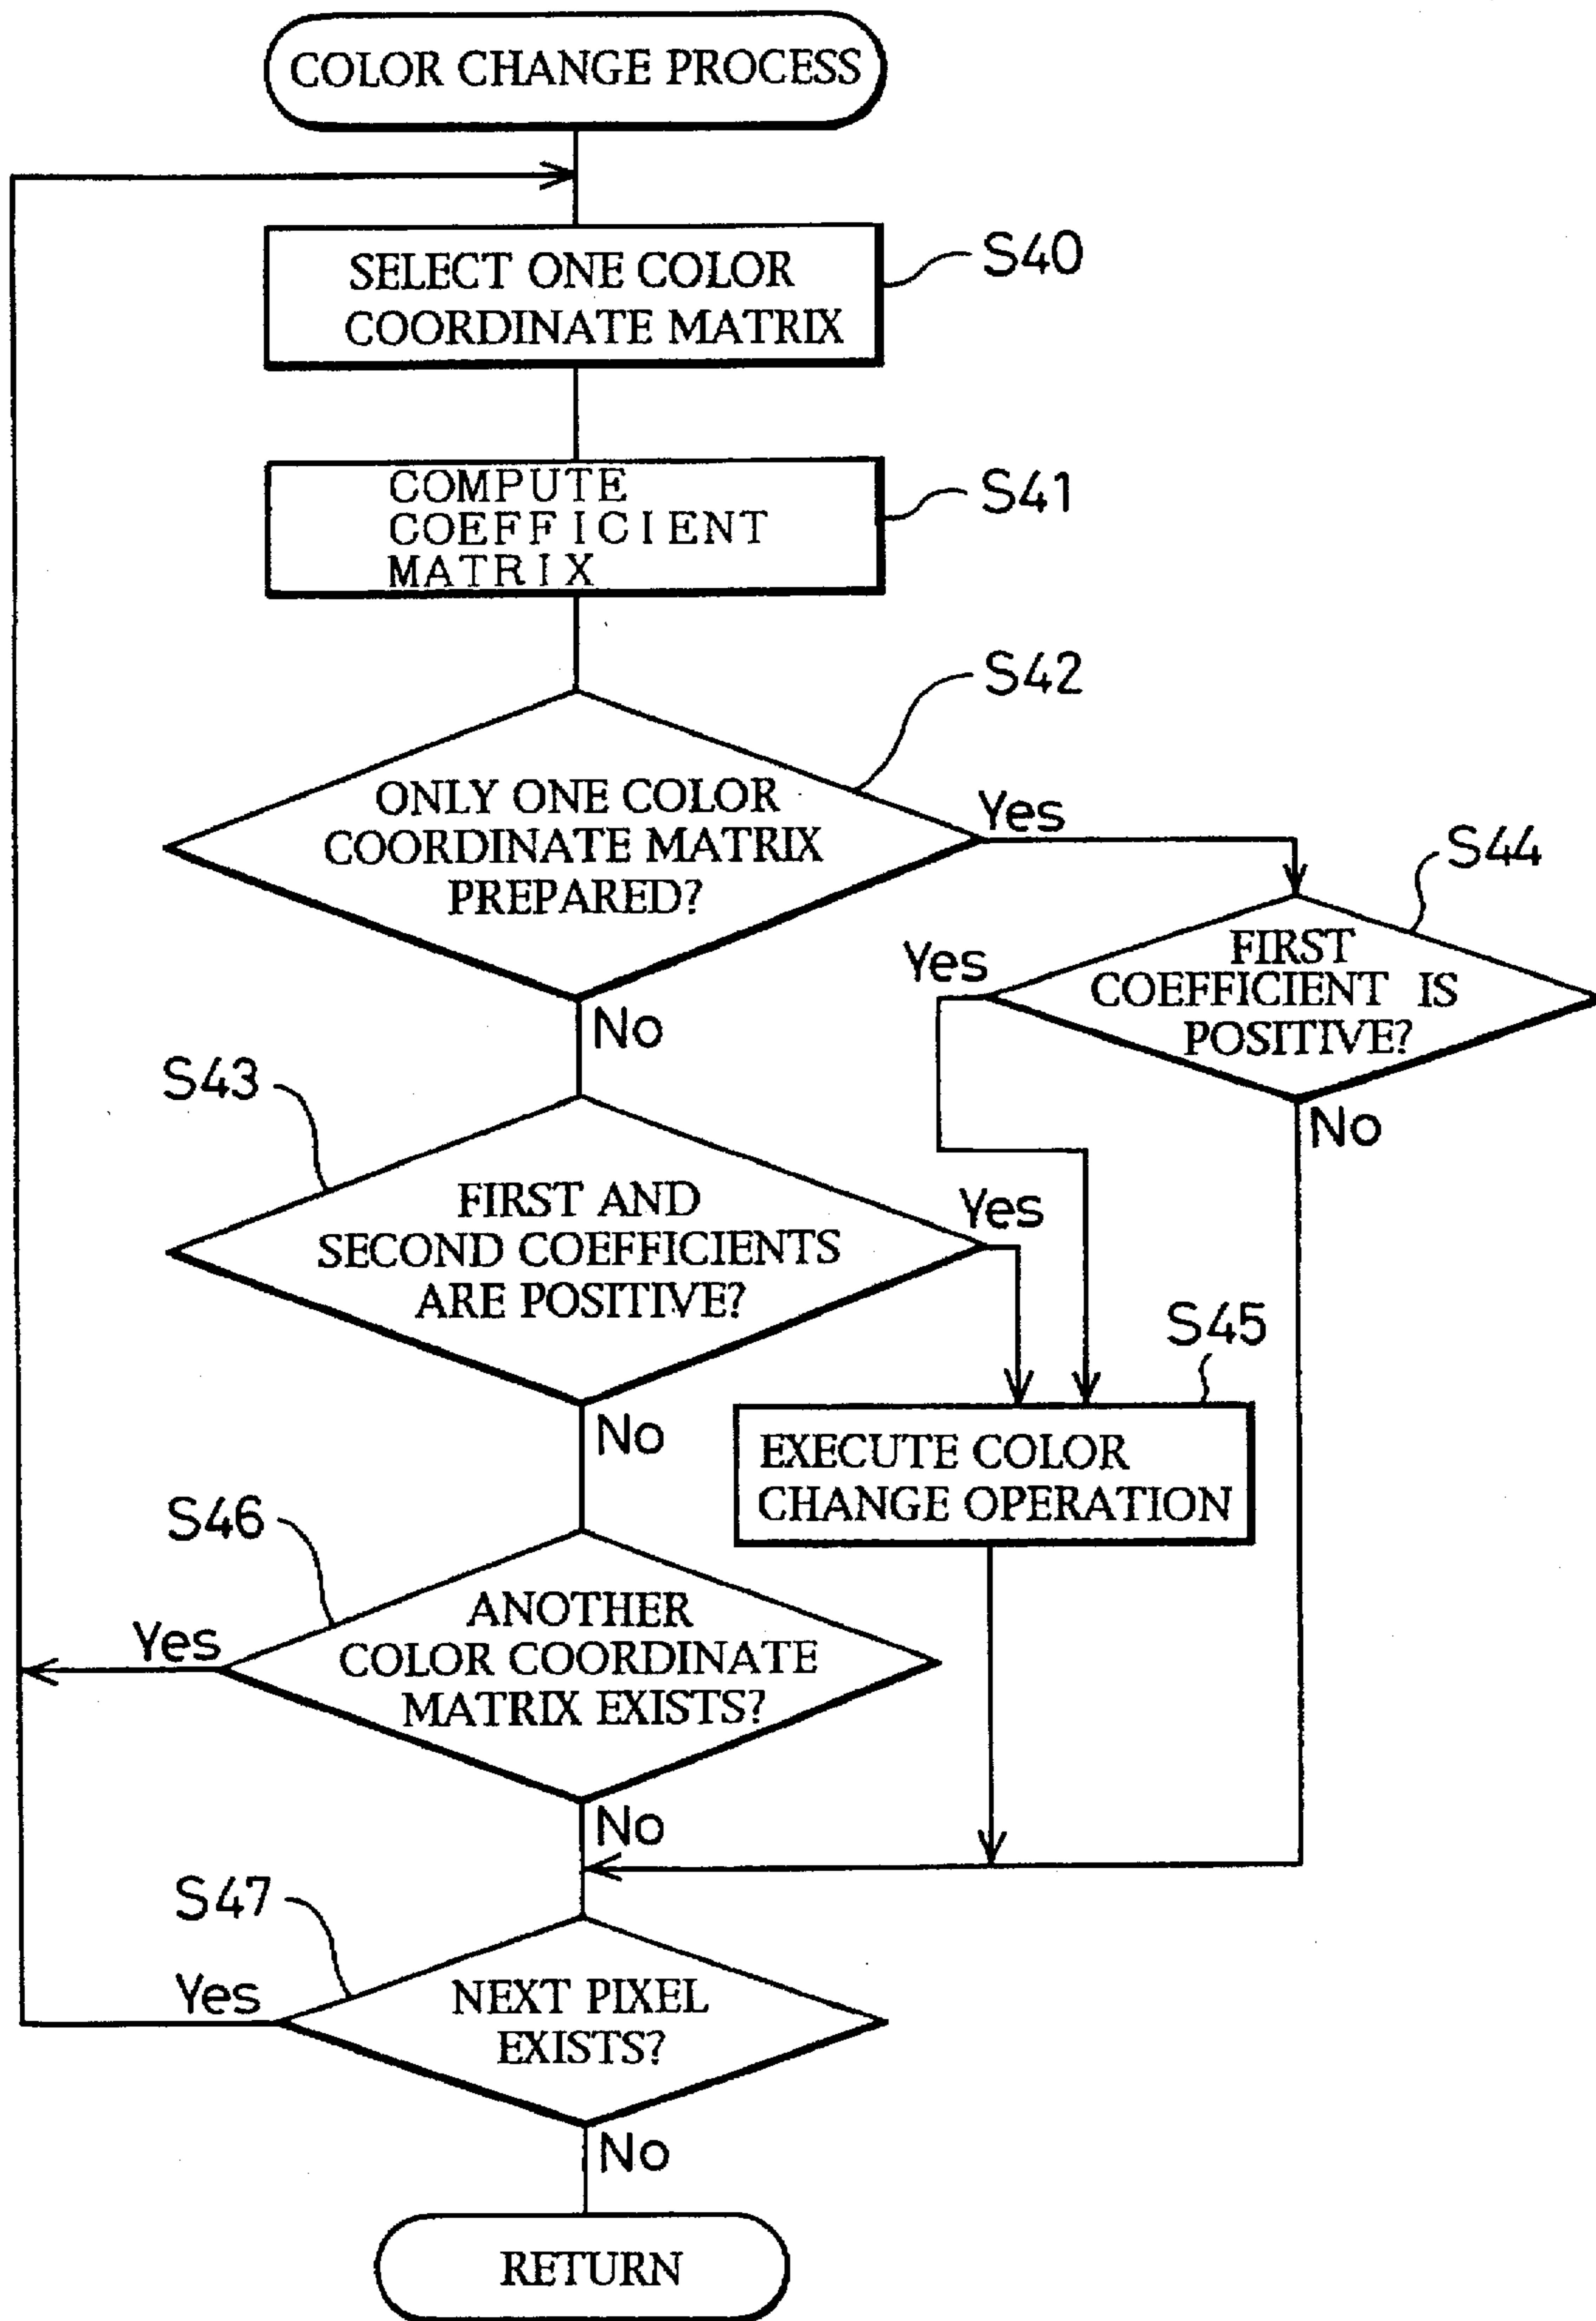 COLOR CHANGE PROCESS
SELECT ONE COLOR
COORDINATE MATRIX
S40
COMPUTE
COEFFICIENT
MATRIX
S41
S42
ONLY ONE COLOR
COORDINATE MATRIX
PREPARED?
Yes
No
S44
FIRST
COEFFICIENT IS
POSITIVE?
Yes
No
S43
FIRST AND
SECOND COEFFICIENTS
ARE POSITIVE?
Yes
No
S45
EXECUTE COLOR
CHANGE OPERATION
S46
ANOTHER
COLOR COORDINATE
MATRIX EXISTS?
Yes
No
S47
NEXT PIXEL
EXISTS?
Yes
No
RETURN